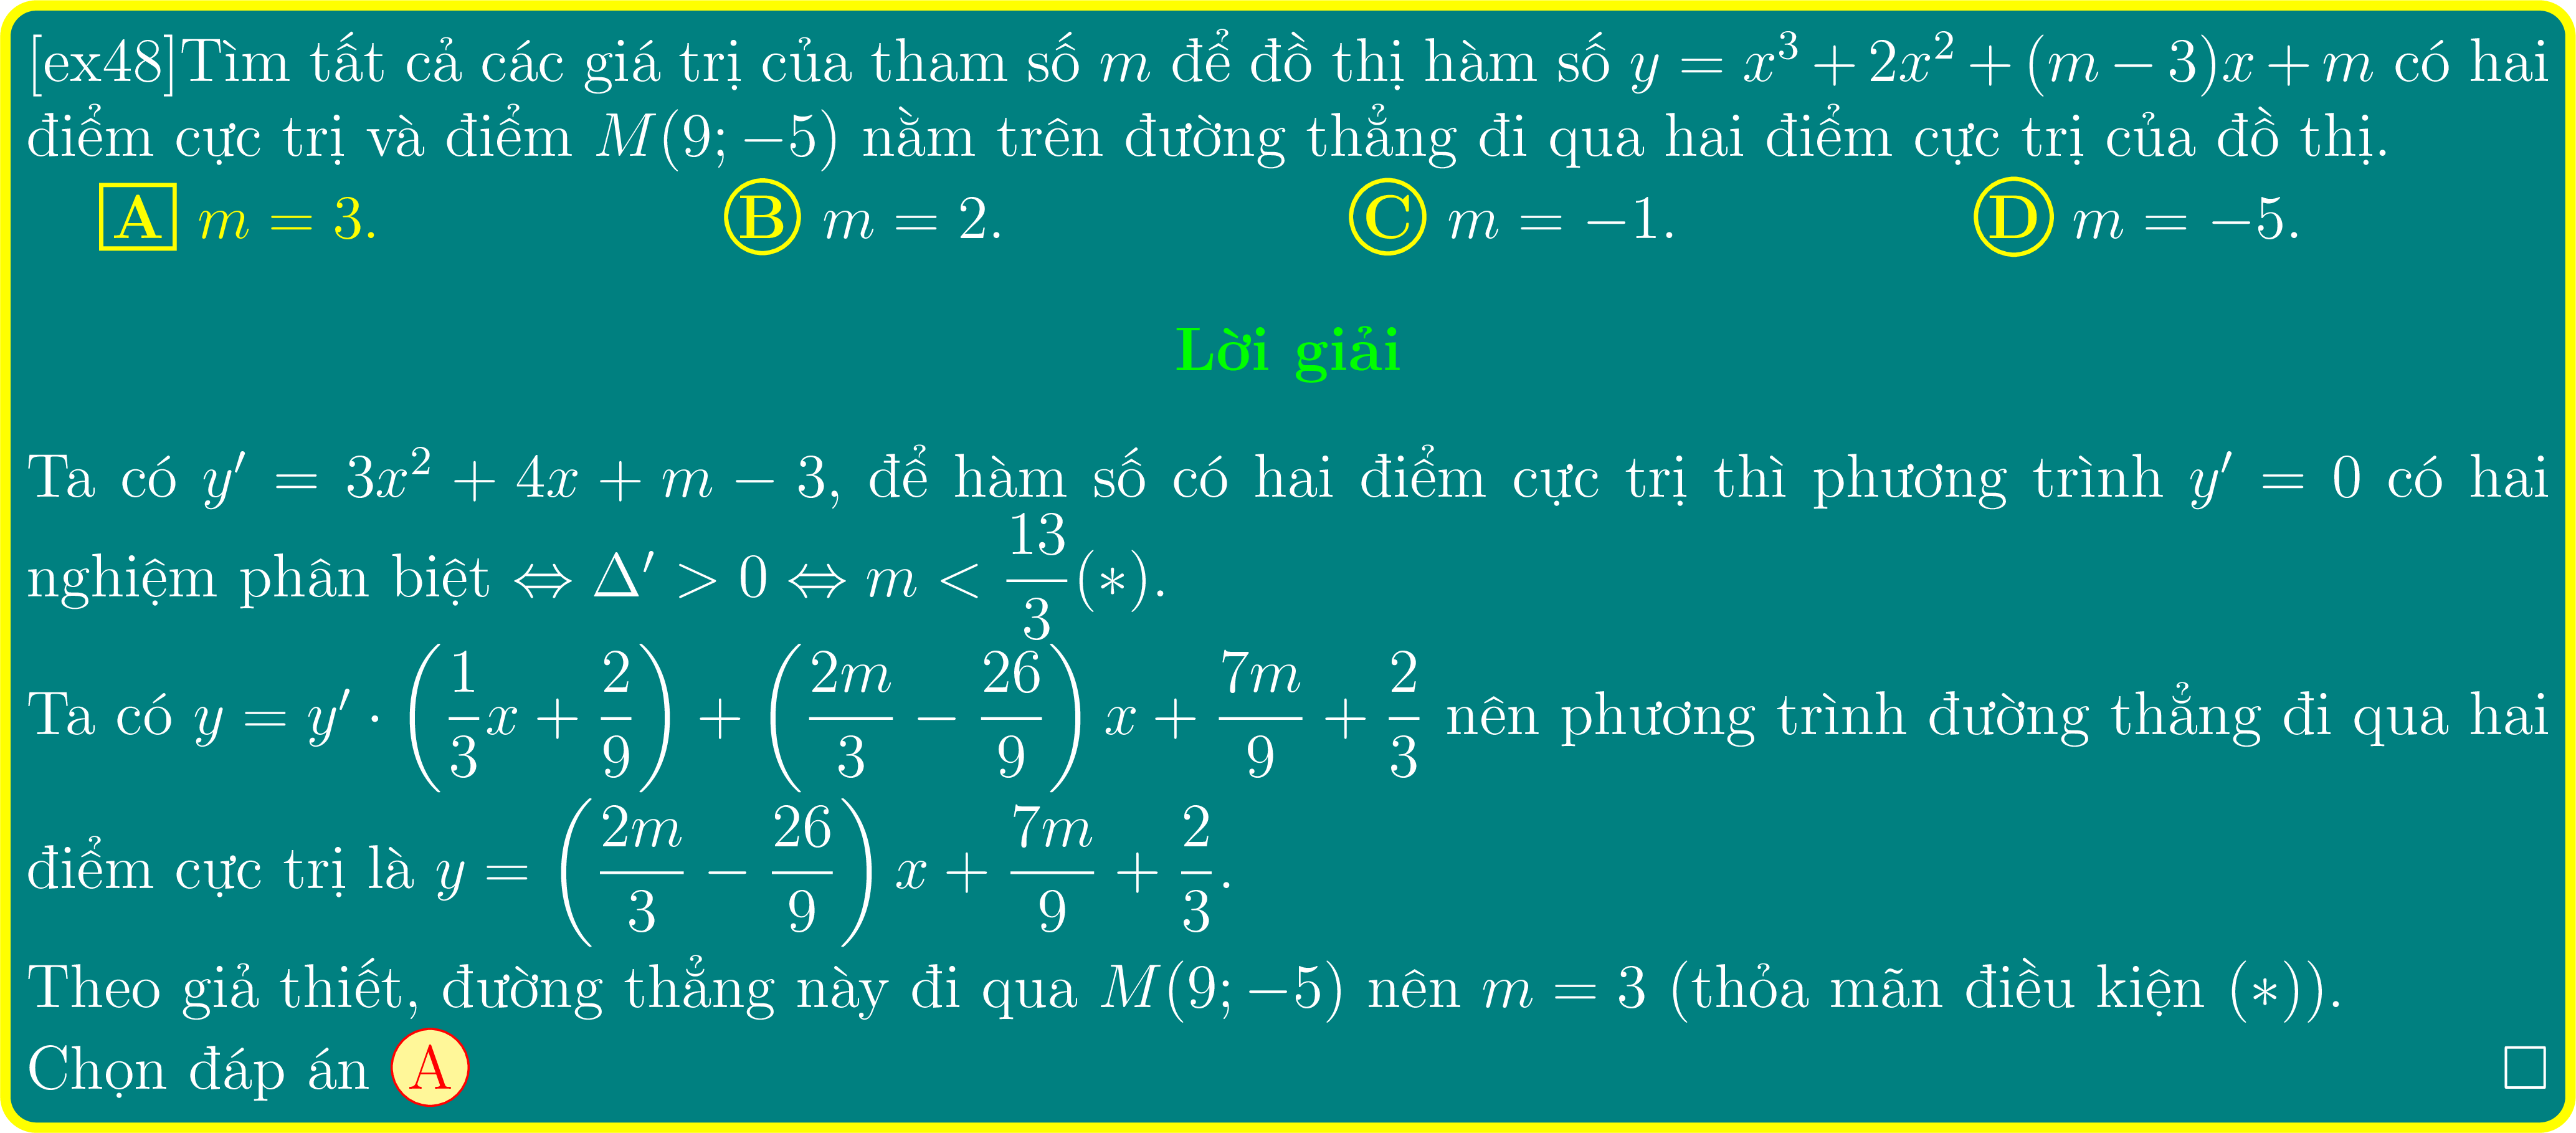 [ex48]Tìm tất cả các giá trị của tham số m để đồ thị hàm số y = x³ + 2x² + (m − 3)x + m có hai
điểm cực trị và điểm M(9; −5) nằm trên đường thẳng đi qua hai điểm cực trị của đồ thị.
A m = 3. B m = 2. C m = −1. D m = −5.
Lời giải
Ta có y′ = 3x² + 4x + m − 3, để hàm số có hai điểm cực trị thì phương trình y′ = 0 có hai
nghiệm phân biệt ⇔ Δ′ > 0 ⇔ m < 13/3 (∗).
Ta có y = y′ · (1/3 x + 2/9) + (2m/3 − 26/9) x + 7m/9 + 2/3 nên phương trình đường thẳng đi qua hai
điểm cực trị là y = (2m/3 − 26/9) x + 7m/9 + 2/3.
Theo giả thiết, đường thẳng này đi qua M(9; −5) nên m = 3 (thỏa mãn điều kiện (∗)).
Chọn đáp án A □